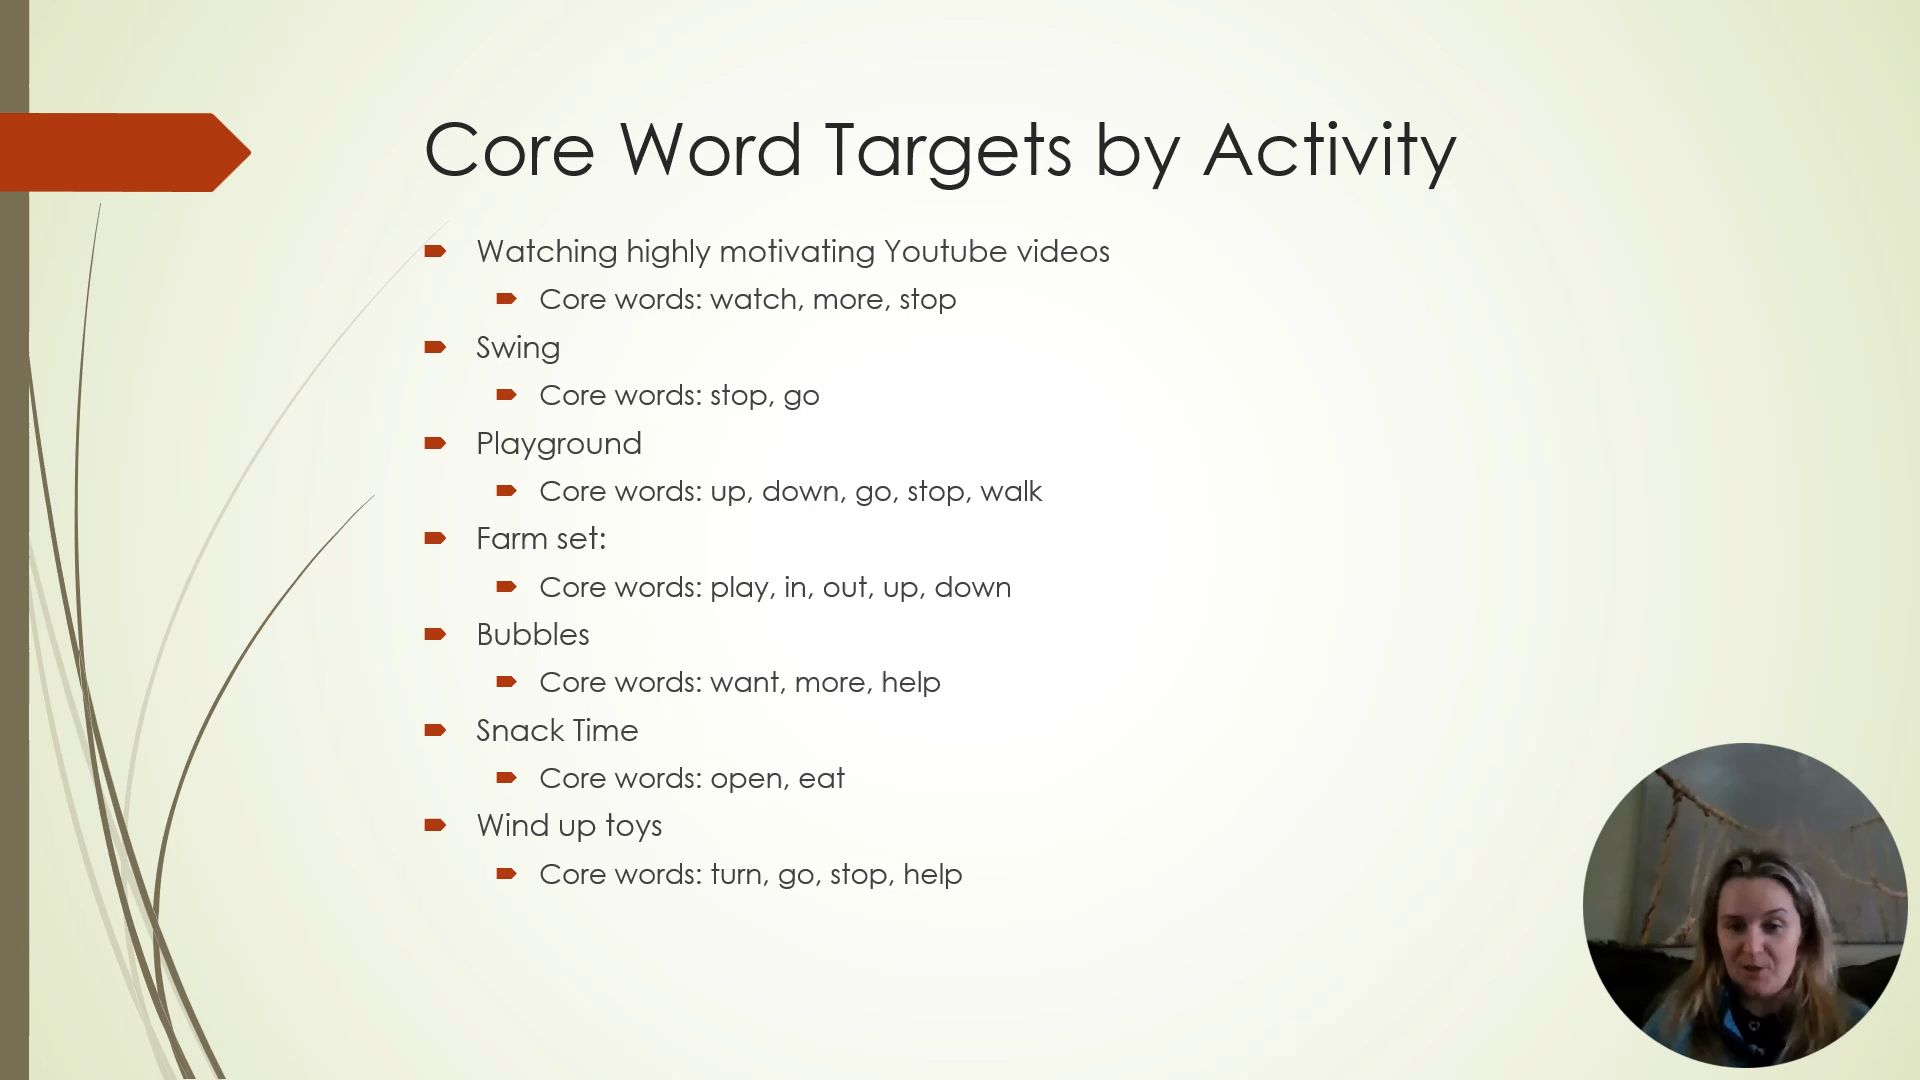 Core Word Targets by Activity
Watching highly motivating Youtube videos
Core words: watch, more, stop
Swing
Core words: stop, go
Playground
Core words: up, down, go, stop, walk
Farm set:
Core words: play, in, out, up, down
Bubbles
Core words: want, more, help
Snack Time
Core words: open, eat
Wind up toys
Core words: turn, go, stop, help